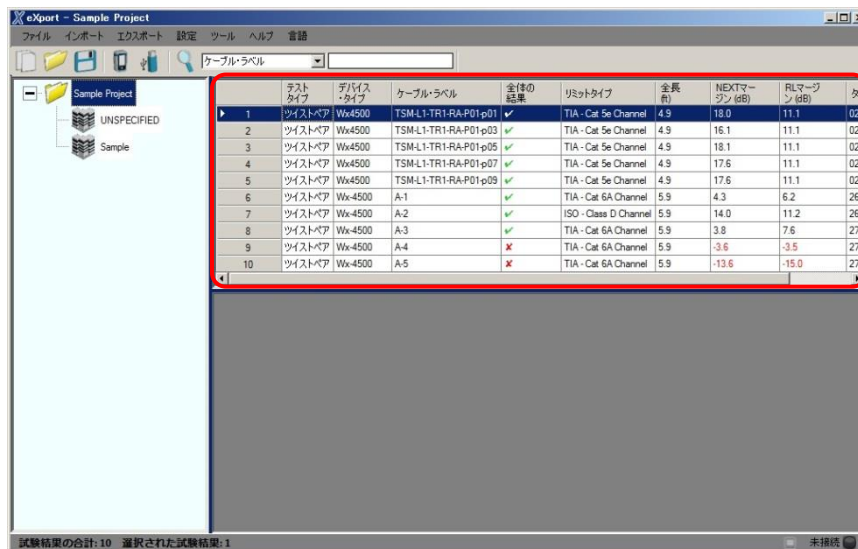 eXport - Sample Project
ファイル インポート エクスポート 設定 ツール ヘルプ 言語
ケーブル・ラベル
Sample Project
UNSPECIFIED
Sample
テストタイプ デバイス・タイプ ケーブル・ラベル 全体の結果 リミットタイプ 全長 ft) NEXTマージン (dB) RLマージン (dB)
1 ツイストペア Wx4500 TSM-L1-TR1-RA-P01-p01 ✔ TIA - Cat 5e Channel 4.9 18.0 11.1 02
2 ツイストペア Wx4500 TSM-L1-TR1-RA-P01-p03 ✔ TIA - Cat 5e Channel 4.9 16.1 11.1 02
3 ツイストペア Wx4500 TSM-L1-TR1-RA-P01-p05 ✔ TIA - Cat 5e Channel 4.9 18.1 11.1 02
4 ツイストペア Wx4500 TSM-L1-TR1-RA-P01-p07 ✔ TIA - Cat 5e Channel 4.9 17.6 11.1 02
5 ツイストペア Wx4500 TSM-L1-TR1-RA-P01-p09 ✔ TIA - Cat 5e Channel 4.9 17.6 11.1 02
6 ツイストペア Wx-4500 A-1 ✔ TIA - Cat 6A Channel 5.9 4.3 6.2 26
7 ツイストペア Wx-4500 A-2 ✔ ISO - Class D Channel 5.9 14.0 11.2 26
8 ツイストペア Wx-4500 A-3 ✔ TIA - Cat 6A Channel 5.9 3.8 7.6 27
9 ツイストペア Wx-4500 A-4 ✘ TIA - Cat 6A Channel 5.9 -3.6 -3.5 27
10 ツイストペア Wx-4500 A-5 ✘ TIA - Cat 6A Channel 5.9 -13.6 -15.0 27
試験結果の合計: 10 選択された試験結果: 1 未接続